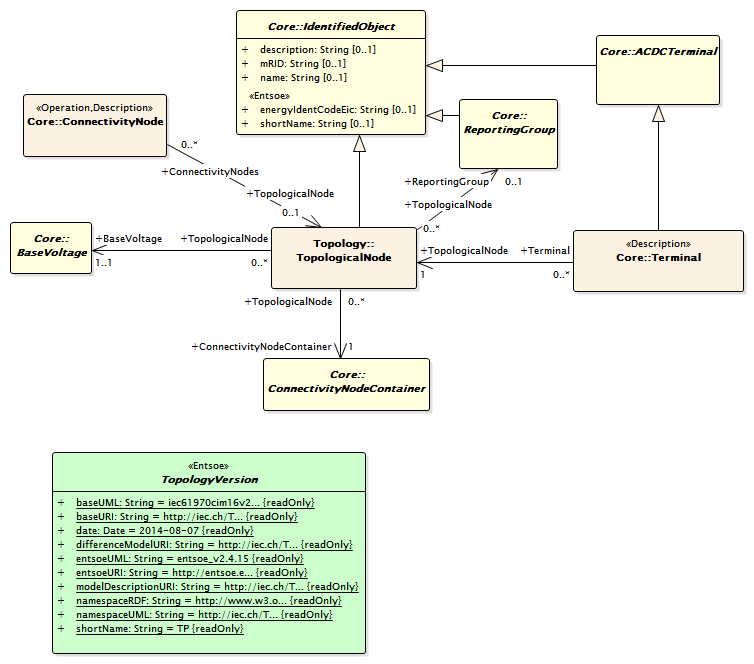 Core::IdentifiedObject
+ description: String [0..1]
+ mRID: String [0..1]
+ name: String [0..1]
«Entsoe»
+ energyIdentCodeEic: String [0..1]
+ shortName: String [0..1]
Core::ACDCTerminal
«Operation,Description»
Core::ConnectivityNode
Core::
ReportingGroup
0..*
+ConnectivityNodes
+TopologicalNode
0..1
+ReportingGroup
0..1
+TopologicalNode
0..*
Core::
BaseVoltage
+BaseVoltage
1..1
+TopologicalNode
0..*
Topology::
TopologicalNode
+TopologicalNode
1
+Terminal
0..*
«Description»
Core::Terminal
+TopologicalNode
0..*
+ConnectivityNodeContainer
1
Core::
ConnectivityNodeContainer
«Entsoe»
TopologyVersion
+ baseUML: String = iec61970cim16v2... {readOnly}
+ baseURI: String = http://iec.ch/T... {readOnly}
+ date: Date = 2014-08-07 {readOnly}
+ differenceModelURI: String = http://iec.ch/T... {readOnly}
+ entsoeUML: String = entsoe_v2.4.15 {readOnly}
+ entsoeURI: String = http://entsoe.e... {readOnly}
+ modelDescriptionURI: String = http://iec.ch/T... {readOnly}
+ namespaceRDF: String = http://www.w3.o... {readOnly}
+ namespaceUML: String = http://iec.ch/T... {readOnly}
+ shortName: String = TP {readOnly}